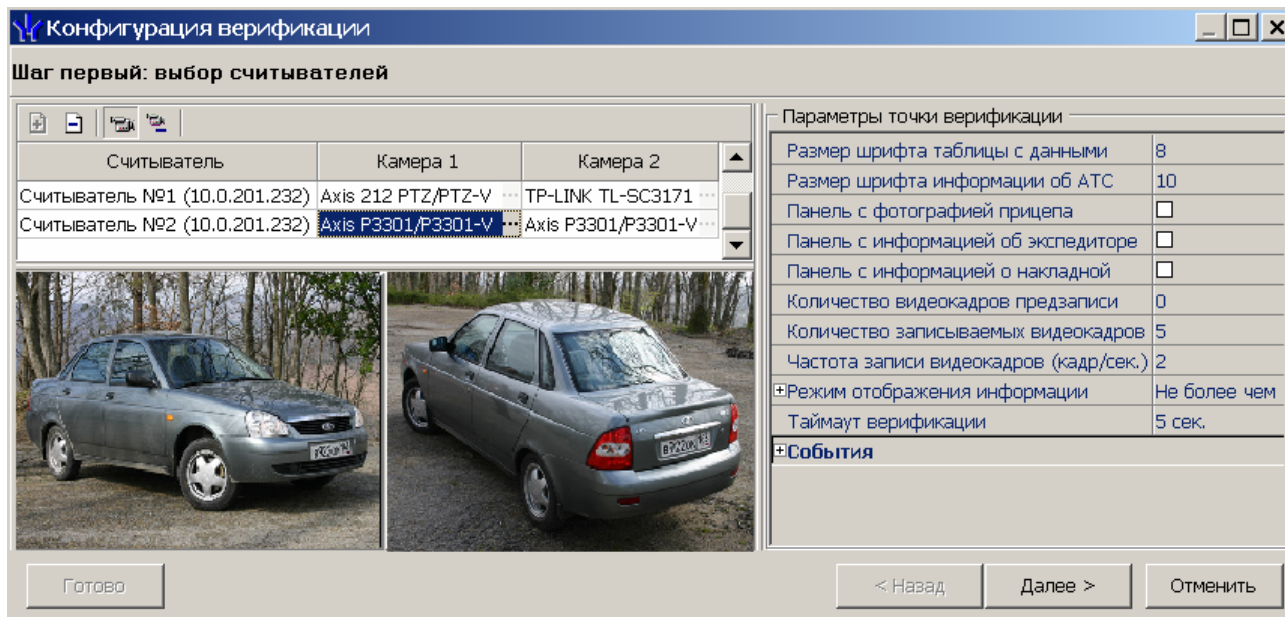 Конфигурация верификации
Шаг первый: выбор считывателей
Считыватель Камера 1 Камера 2
Считыватель №1 (10.0.201.232) Axis 212 PTZ/PTZ-V ... TP-LINK TL-SC3171 ...
Считыватель №2 (10.0.201.232) Axis P3301/P3301-V ... Axis P3301/P3301-V ...
Параметры точки верификации
Размер шрифта таблицы с данными 8
Размер шрифта информации об АТС 10
Панель с фотографией прицепа
Панель с информацией об экспедиторе
Панель с информацией о накладной
Количество видеокадров предзаписи 0
Количество записываемых видеокадров 5
Частота записи видеокадров (кадр/сек.) 2
Режим отображения информации Не более чем
Таймаут верификации 5 сек.
События
Готово < Назад Далее > Отменить